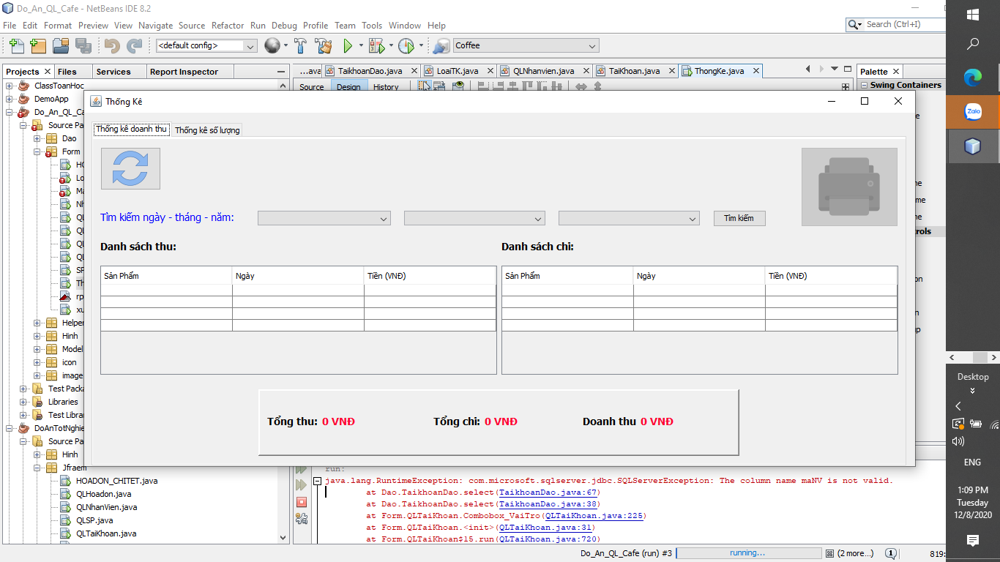 Do_An_QL_Cafe - NetBeans IDE 8.2
File Edit Format Preview View Navigate Source Refactor Run Debug Profile Team Tools Window Help
Search (Ctrl+I)
<default config>
Coffee
Projects Files Services Report Inspector
...ava TaikhoanDao.java LoaiTK.java QLNhanvien.java TaiKhoan.java ThongKe.java
Palette
Source Design History
Swing Containers
ClassToanHoc
DemoApp
Do_An_QL_Ca
Source Pa
Dao
Form
HO
Lo
Ma
Nh
QL
QL
QL
QL
SP
Th
rp
xu
Helper
Hinh
Model
icon
image
Test Packa
Libraries
Test Librar
DoAnTotNghie
Source Pa
Hinh
Jfraem
HOADON_CHITET.java
QLHoadon.java
QLNhanVien.java
QLSP.java
QLTaiKhoan.java
Thống Kê
Thống kê doanh thu Thống kê số lượng
Tìm kiếm ngày - tháng - năm:
Tìm kiếm
Danh sách thu: Danh sách chi:
Sản Phẩm Ngày Tiền (VNĐ) Sản Phẩm Ngày Tiền (VNĐ)
Tổng thu: 0 VNĐ Tổng chi: 0 VNĐ Doanh thu 0 VNĐ
trols
run:
java.lang.RuntimeException: com.microsoft.sqlserver.jdbc.SQLServerException: The column name maNV is not valid.
at Dao.TaikhoanDao.select(TaikhoanDao.java:67)
at Dao.TaikhoanDao.select(TaikhoanDao.java:38)
at Form.QLTaiKhoan.Combobox_VaiTro(QLTaiKhoan.java:225)
at Form.QLTaiKhoan.<init>(QLTaiKhoan.java:31)
at Form.QLTaiKhoan$15.run(QLTaiKhoan.java:720)
Do_An_QL_Cafe (run) #3 running... (2 more...) 1 819:
Zalo
Desktop
ENG
1:09 PM
Tuesday
12/8/2020